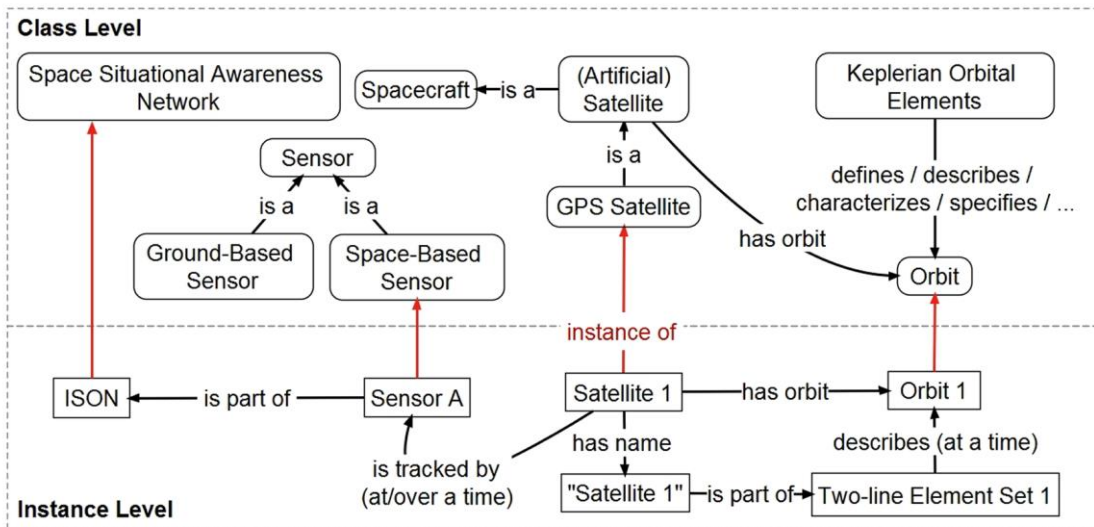 Class Level
Space Situational Awareness
Network
Spacecraft
is a
(Artificial)
Satellite
Keplerian Orbital
Elements
Sensor
is a
is a
is a
defines / describes /
characterizes / specifies / ...
GPS Satellite
Ground-Based
Sensor
Space-Based
Sensor
has orbit
Orbit
instance of
ISON
is part of
Sensor A
Satellite 1
has orbit
Orbit 1
has name
describes (at a time)
is tracked by
(at/over a time)
"Satellite 1"
is part of
Two-line Element Set 1
Instance Level